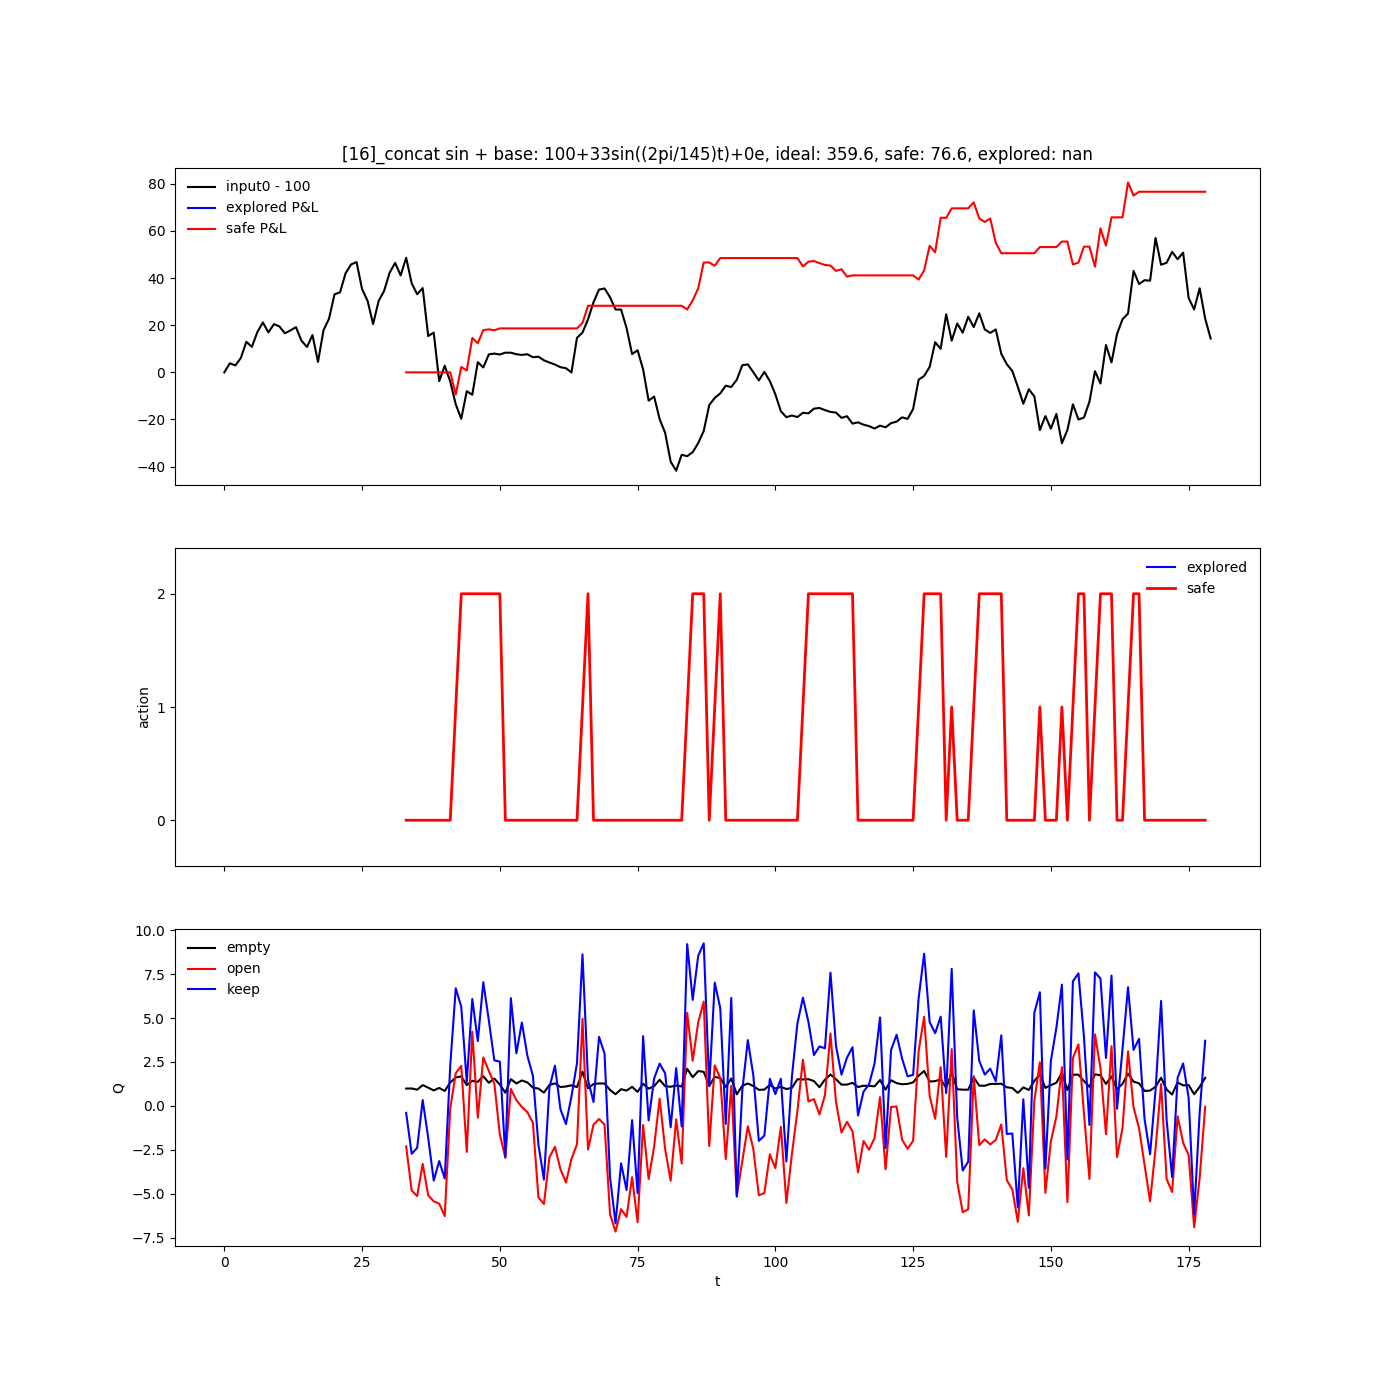 [16]_concat sin + base: 100+33sin((2pi/145)t)+0e, ideal: 359.6, safe: 76.6, explored: nan
80
60
40
20
0
−20
−40
input0 - 100
explored P&L
safe P&L
2
1
0
action
explored
safe
10.0
7.5
5.0
2.5
0.0
−2.5
−5.0
−7.5
Q
empty
open
keep
0 25 50 75 100 125 150 175
t